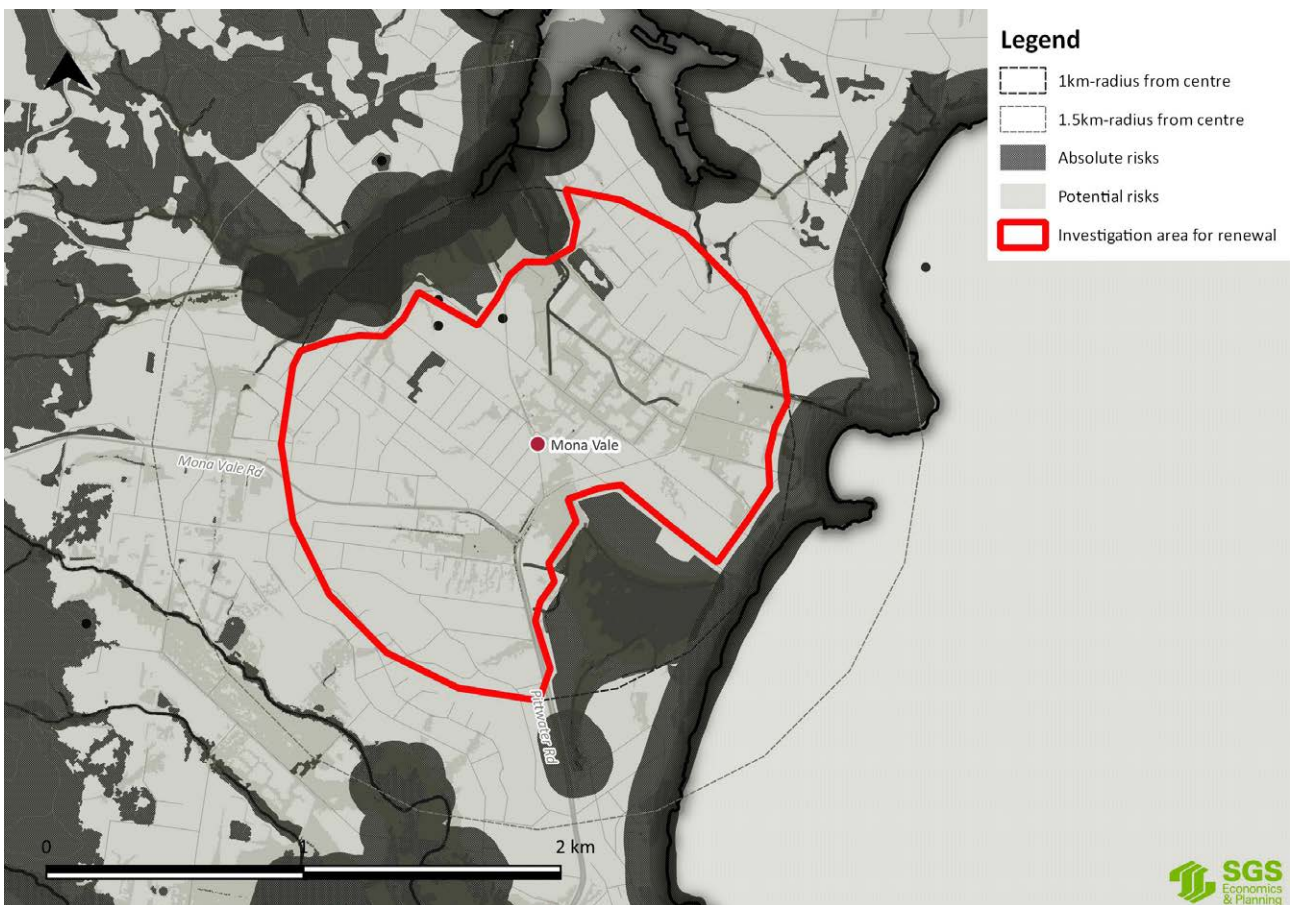 Legend
1km-radius from centre
1.5km-radius from centre
Absolute risks
Potential risks
Investigation area for renewal
Mona Vale
Mona Vale Rd
Pittwater Rd
0 1 2 km
SGS
Economics
& Planning